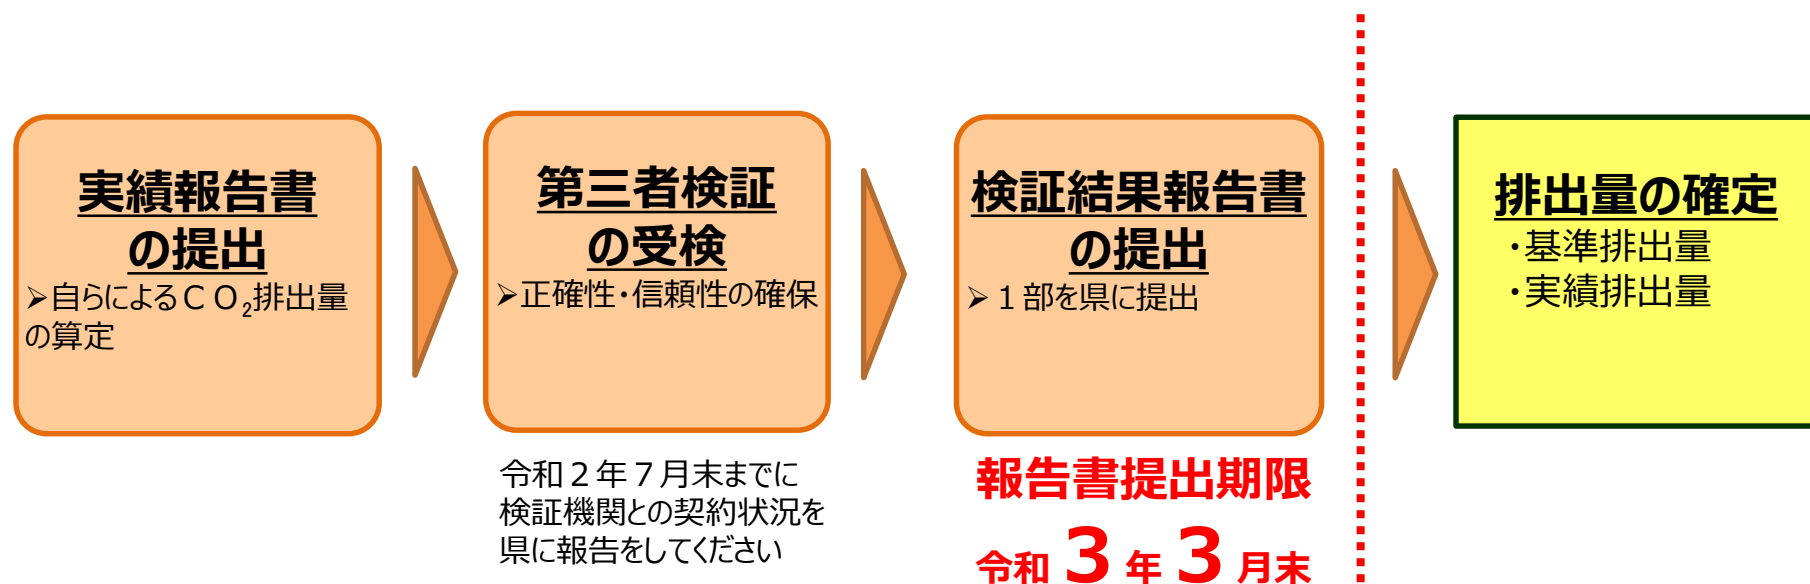 実績報告書
の提出
➢自らによるＣＯ₂排出量
の算定
第三者検証
の受検
➢正確性・信頼性の確保
令和２年７月末までに
検証機関との契約状況を
県に報告をしてください
検証結果報告書
の提出
➢１部を県に提出
報告書提出期限
令和３年３月末
排出量の確定
・基準排出量
・実績排出量